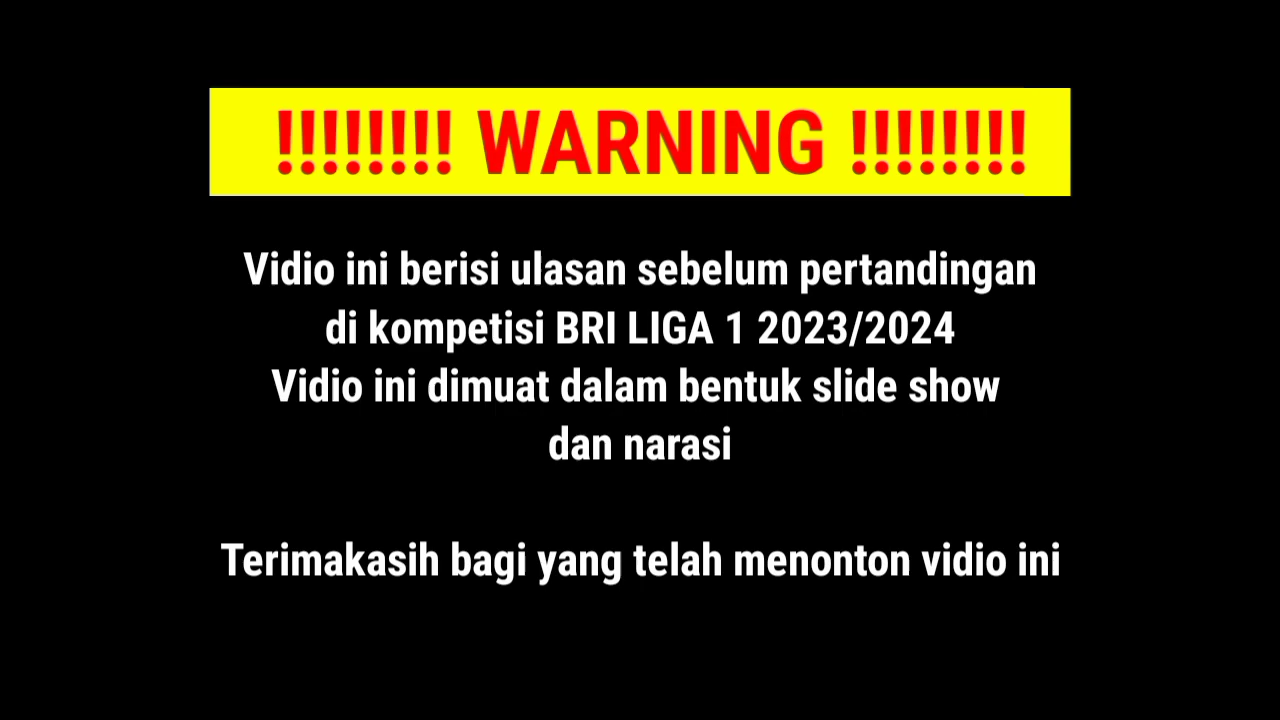 !!!!!!!! WARNING !!!!!!!!
Vidio ini berisi ulasan sebelum pertandingan
di kompetisi BRI LIGA 1 2023/2024
Vidio ini dimuat dalam bentuk slide show
dan narasi
Terimakasih bagi yang telah menonton vidio ini